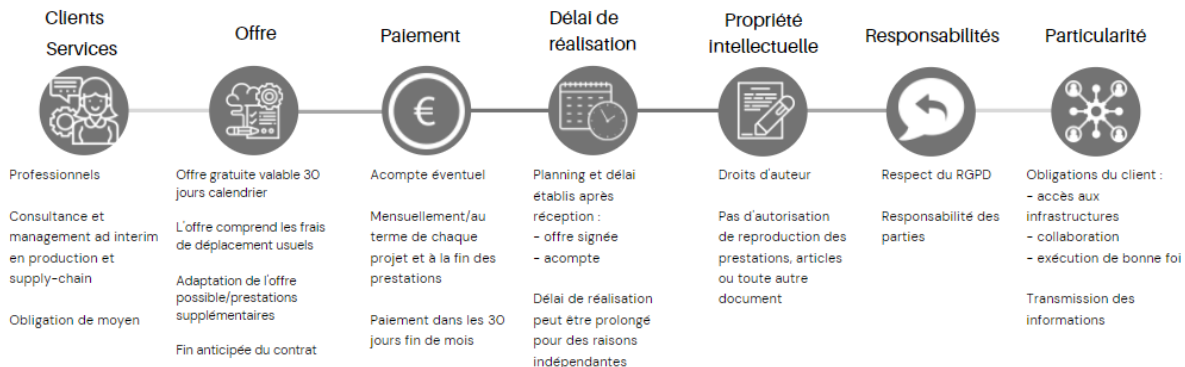 Clients
Services
Professionnels
Consultance et
management ad interim
en production et
supply-chain
Obligation de moyen
Offre
Offre gratuite valable 30
jours calendrier
L'offre comprend les frais
de déplacement usuels
Adaptation de l'offre
possible/prestations
supplémentaires
Fin anticipée du contrat
Paiement
€
Acompte éventuel
Mensuellement/au
terme de chaque
projet et à la fin des
prestations
Paiement dans les 30
jours fin de mois
Délai de
réalisation
Planning et délai
établis après
réception :
- offre signée
- acompte
Délai de réalisation
peut être prolongé
pour des raisons
indépendantes
Propriété
intellectuelle
Droits d'auteur
Pas d'autorisation
de reproduction des
prestations, articles
ou toute autre
document
Responsabilités
Respect du RGPD
Responsabilité des
parties
Particularité
Obligations du client :
- accès aux
infrastructures
- collaboration
- exécution de bonne foi
Transmission des
informations